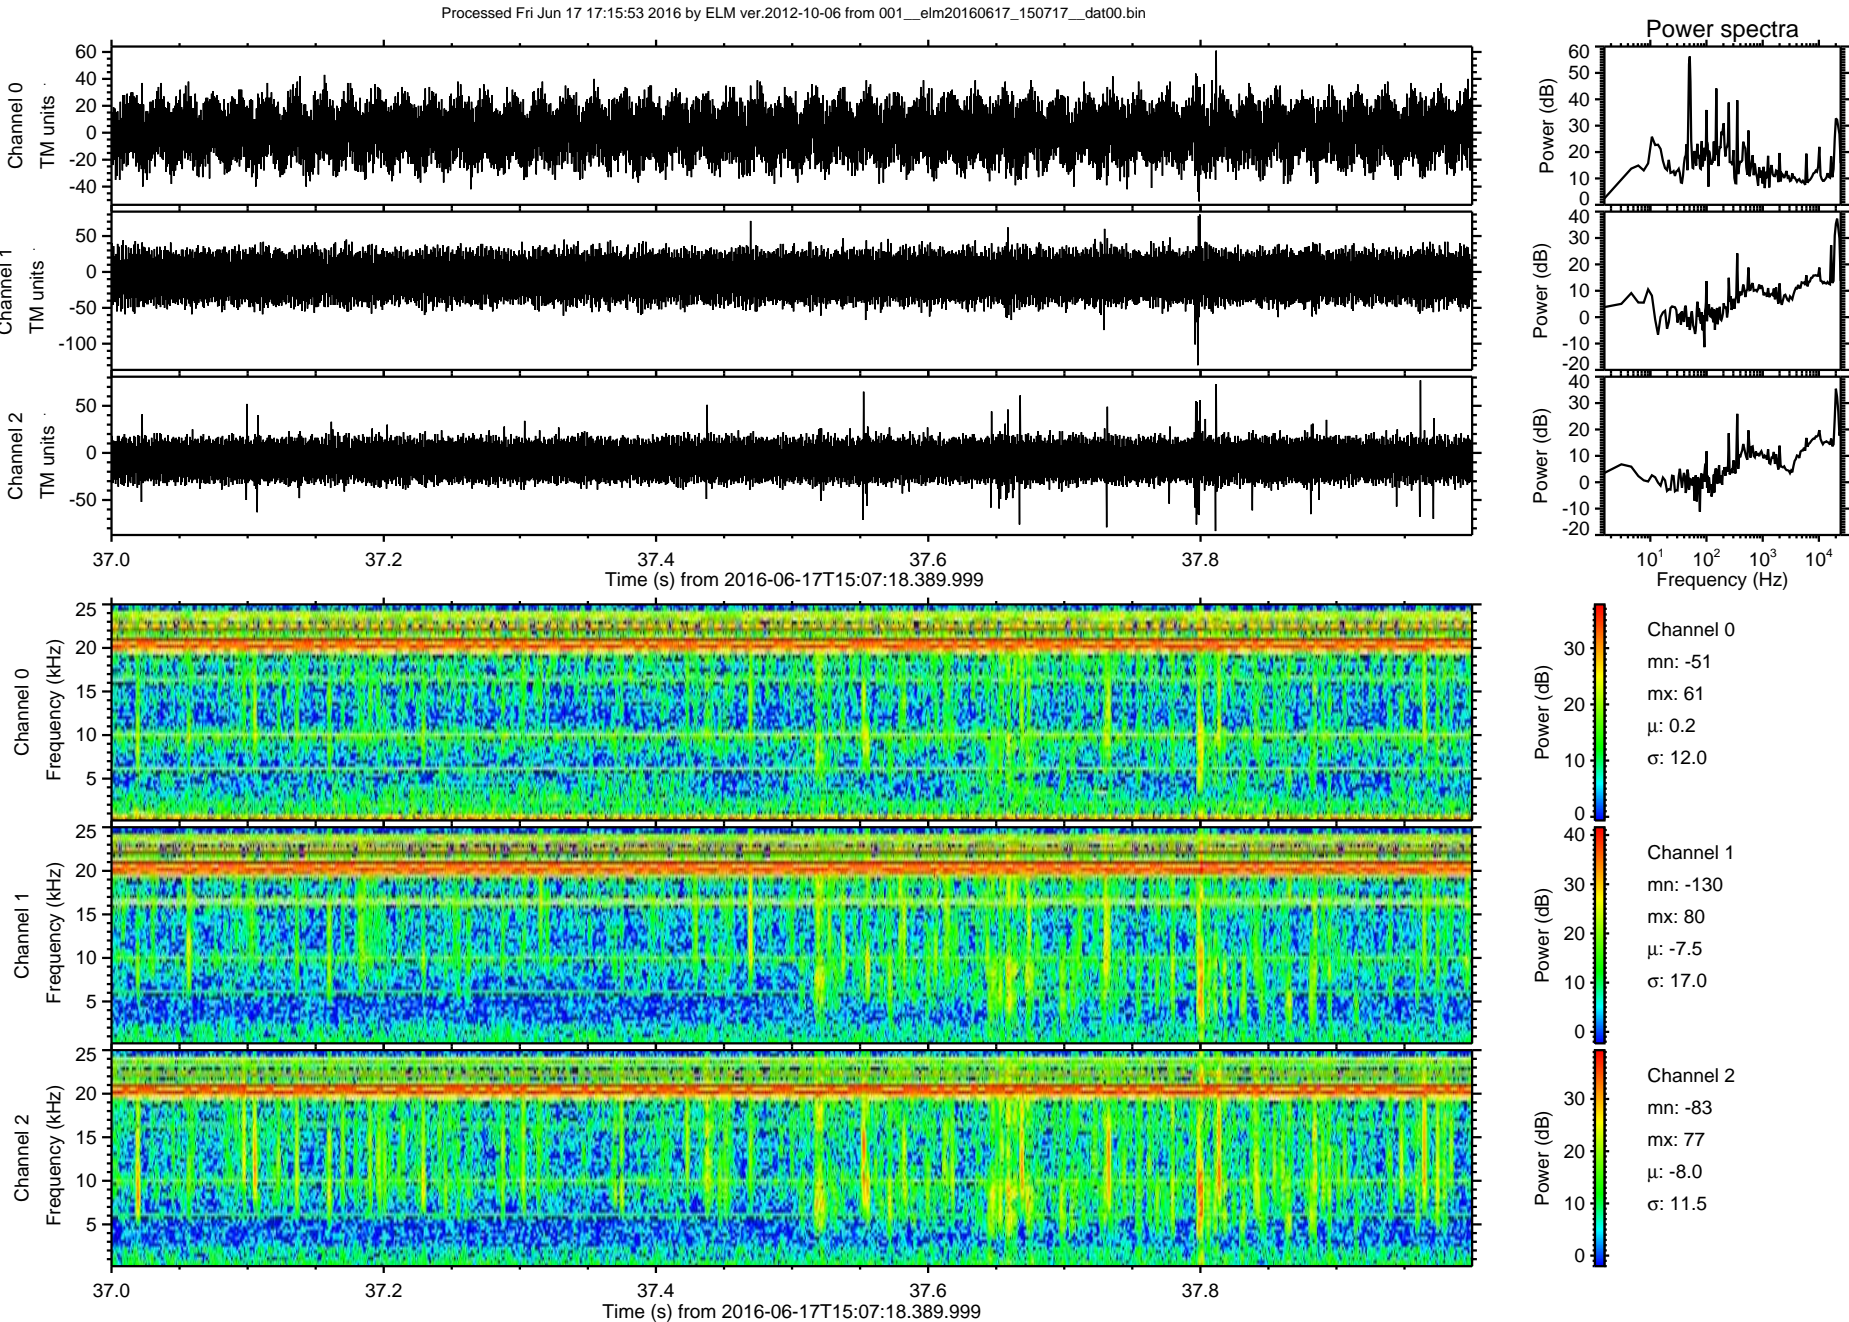 Processed Fri Jun 17 17:15:53 2016 by ELM ver.2012-10-06 from 001__elm20160617_150717__dat00.bin
Power spectra
Channel 0
TM units
60
40
20
0
-20
-40
Power (dB)
60
50
40
30
20
10
0
Channel 1
TM units
50
0
-50
-100
Power (dB)
40
30
20
10
0
-10
-20
Channel 2
TM units
50
0
-50
Power (dB)
40
30
20
10
0
-10
-20
37.0 37.2 37.4 37.6 37.8
Time (s) from 2016-06-17T15:07:18.389.999
10^1 10^2 10^3 10^4
Frequency (Hz)
Channel 0
Frequency (kHz)
25
20
15
10
5
Power (dB)
30
20
10
0
Channel 0
mn: -51
mx: 61
μ: 0.2
σ: 12.0
Channel 1
Frequency (kHz)
25
20
15
10
5
Power (dB)
40
30
20
10
0
Channel 1
mn: -130
mx: 80
μ: -7.5
σ: 17.0
Channel 2
Frequency (kHz)
25
20
15
10
5
Power (dB)
30
20
10
0
Channel 2
mn: -83
mx: 77
μ: -8.0
σ: 11.5
37.0 37.2 37.4 37.6 37.8
Time (s) from 2016-06-17T15:07:18.389.999